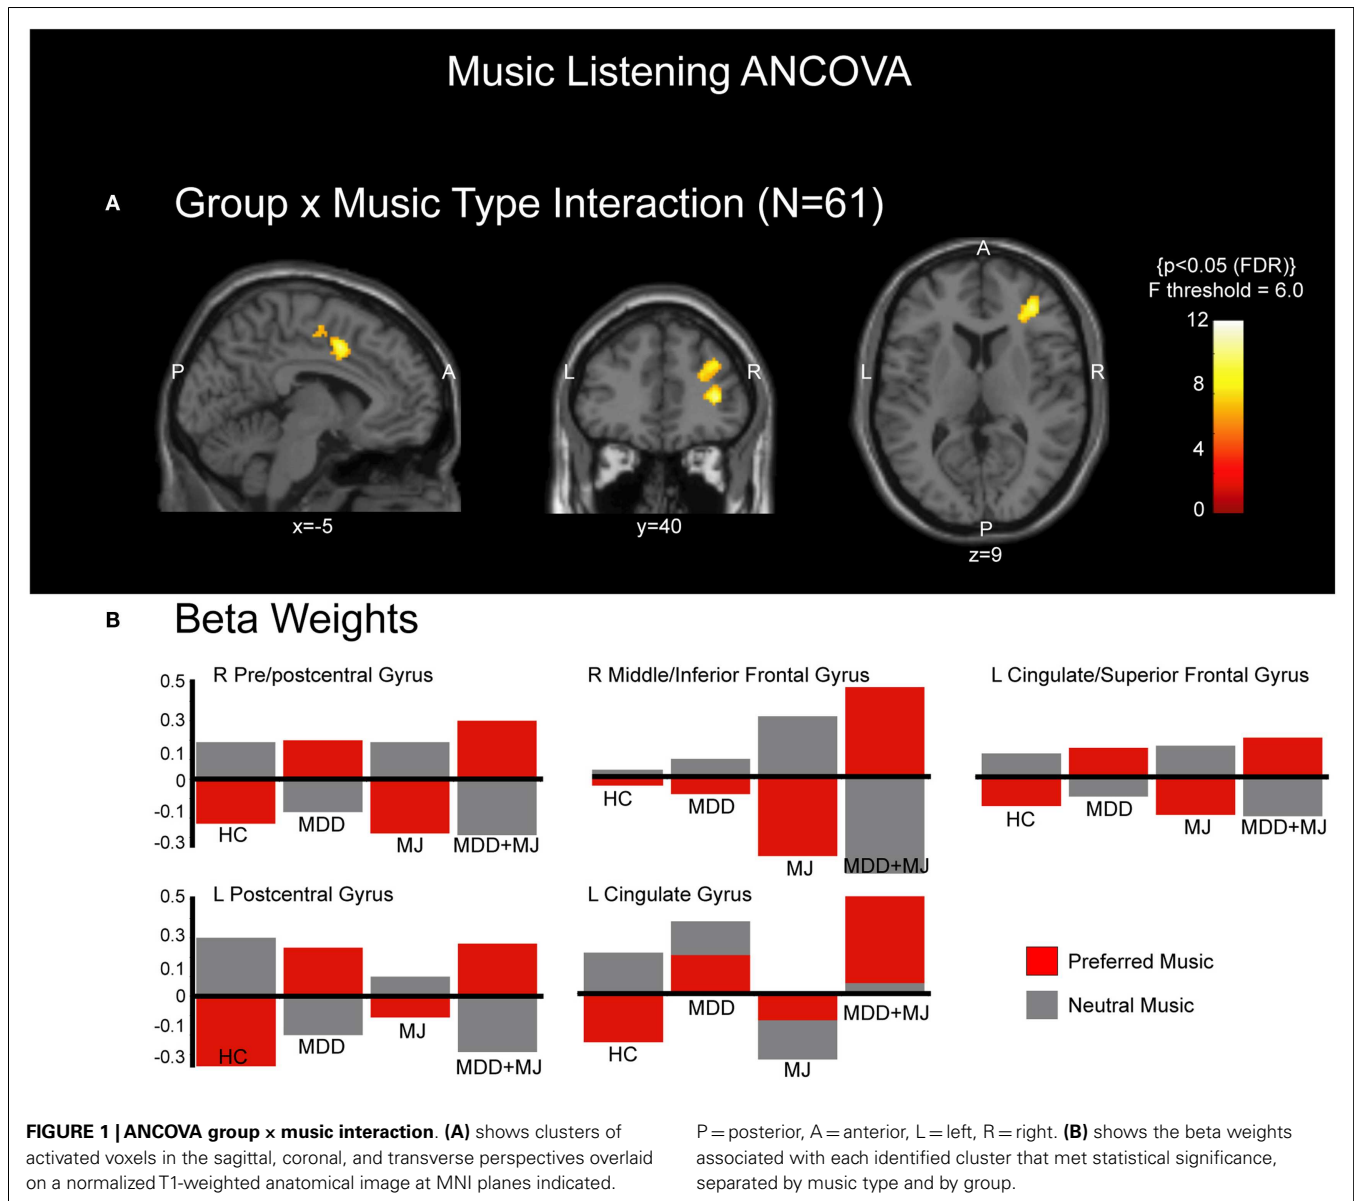 Music Listening ANCOVA
A Group x Music Type Interaction (N=61)
{p<0.05 (FDR)}
F threshold = 6.0
12
8
4
0
P A
x=-5
L R
y=40
A
L R
P
z=9
B Beta Weights
R Pre/postcentral Gyrus
0.5
0.3
0.1
0
-0.1
-0.3
HC MDD MJ MDD+MJ
R Middle/Inferior Frontal Gyrus
HC MDD MJ MDD+MJ
L Cingulate/Superior Frontal Gyrus
HC MDD MJ MDD+MJ
L Postcentral Gyrus
0.5
0.3
0.1
0
-0.1
-0.3
HC MDD MJ MDD+MJ
L Cingulate Gyrus
HC MDD MJ MDD+MJ
Preferred Music
Neutral Music
FIGURE 1 | ANCOVA group × music interaction. (A) shows clusters of
activated voxels in the sagittal, coronal, and transverse perspectives overlaid
on a normalized T1-weighted anatomical image at MNI planes indicated.
P = posterior, A = anterior, L = left, R = right. (B) shows the beta weights
associated with each identified cluster that met statistical significance,
separated by music type and by group.